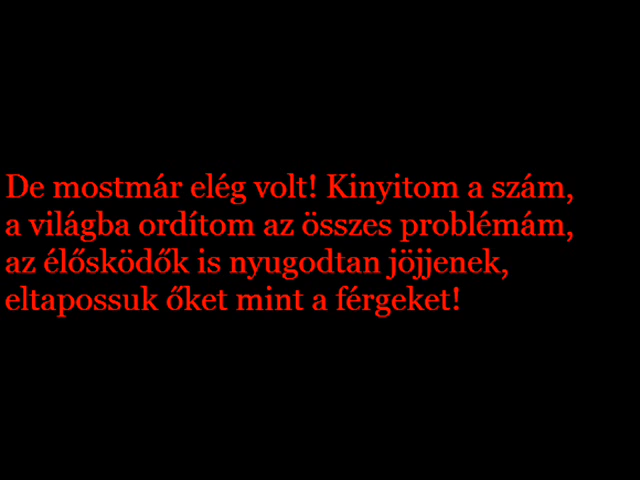 De mostmár elég volt! Kinyitom a szám,
a világba ordítom az összes problémám,
az élősködők is nyugodtan jöjjenek,
eltapossuk őket mint a férgeket!